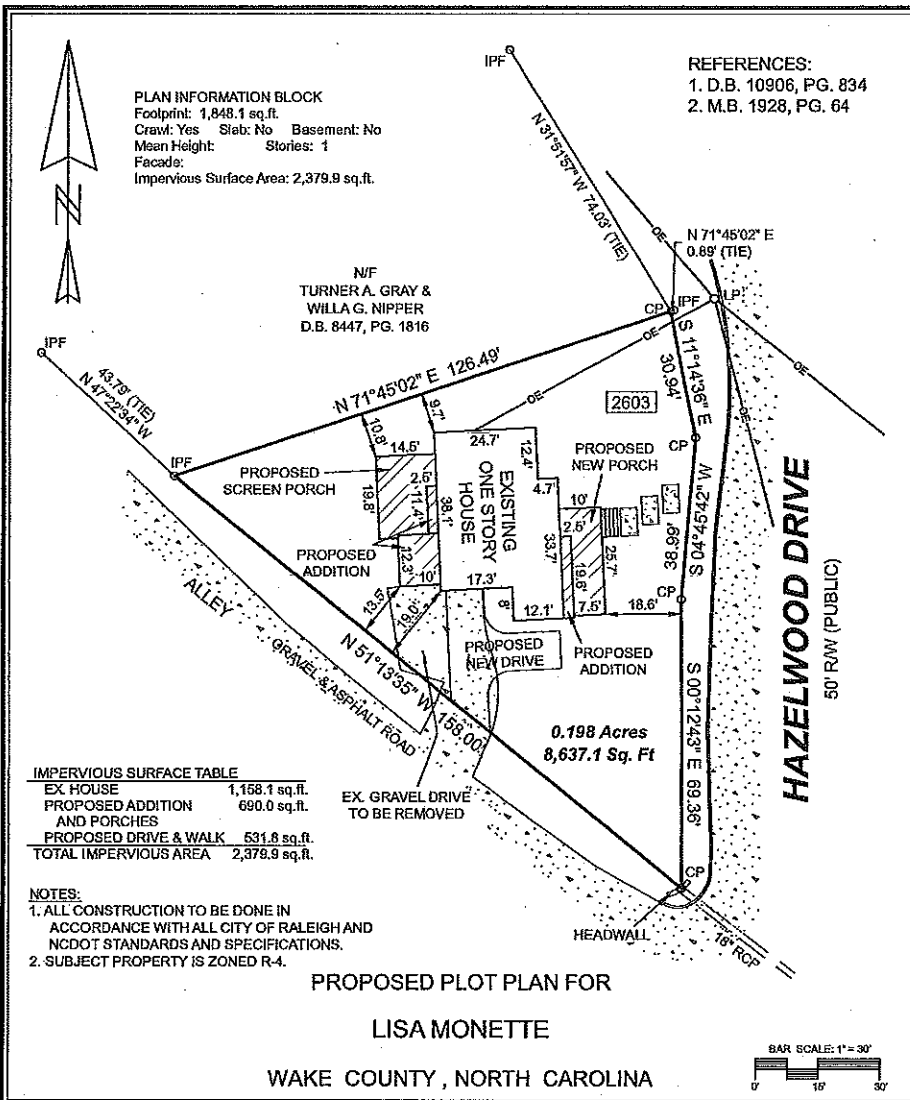 PLAN INFORMATION BLOCK
Footprint: 1,848.1 sq.ft.
Crawl: Yes Slab: No Basement: No
Mean Height: Stories: 1
Facade:
Impervious Surface Area: 2,379.9 sq.ft.
REFERENCES:
1. D.B. 10906, PG. 834
2. M.B. 1928, PG. 64
IPF
N 31°51'57" W 74.03' (TIE)
OE
N 71°45'02" E
0.89' (TIE)
N
N/F
TURNER A. GRAY &
WILLA G. NIPPER
D.B. 8447, PG. 1816
CP
IPF
LP
IPF
43.79' (TIE)
N 47°22'34" W
N 71°45'02" E 126.49'
OE
OE
OE
S 11°14'36" E
30.94'
2603
CP
IPF
10.8'
9.7'
14.5'
24.7'
12.4'
4.7'
PROPOSED
SCREEN PORCH
2.6'
11.4'
19.8'
38.1'
EXISTING
ONE STORY
HOUSE
PROPOSED
NEW PORCH
10'
2.5'
33.7'
19.6'
25.7'
38.99'
S 04°45'42" W
PROPOSED
ADDITION
12.3'
10'
17.3'
8'
12.1'
7.5'
18.6'
CP
13.5'
19.0'
ALLEY
GRAVEL & ASPHALT ROAD
N 51°13'35" W 158.00'
PROPOSED
NEW DRIVE
PROPOSED
ADDITION
HAZELWOOD DRIVE
50' R/W (PUBLIC)
S 00°12'43" E 69.36'
0.198 Acres
8,637.1 Sq. Ft
EX. GRAVEL DRIVE
TO BE REMOVED
CP
HEADWALL
18" RCP
IMPERVIOUS SURFACE TABLE
EX. HOUSE 1,158.1 sq.ft.
PROPOSED ADDITION 690.0 sq.ft.
AND PORCHES
PROPOSED DRIVE & WALK 531.8 sq.ft.
TOTAL IMPERVIOUS AREA 2,379.9 sq.ft.
NOTES:
1. ALL CONSTRUCTION TO BE DONE IN
ACCORDANCE WITH ALL CITY OF RALEIGH AND
NCDOT STANDARDS AND SPECIFICATIONS.
2. SUBJECT PROPERTY IS ZONED R-4.
PROPOSED PLOT PLAN FOR
LISA MONETTE
WAKE COUNTY, NORTH CAROLINA
BAR SCALE: 1" = 30'
0' 15' 30'